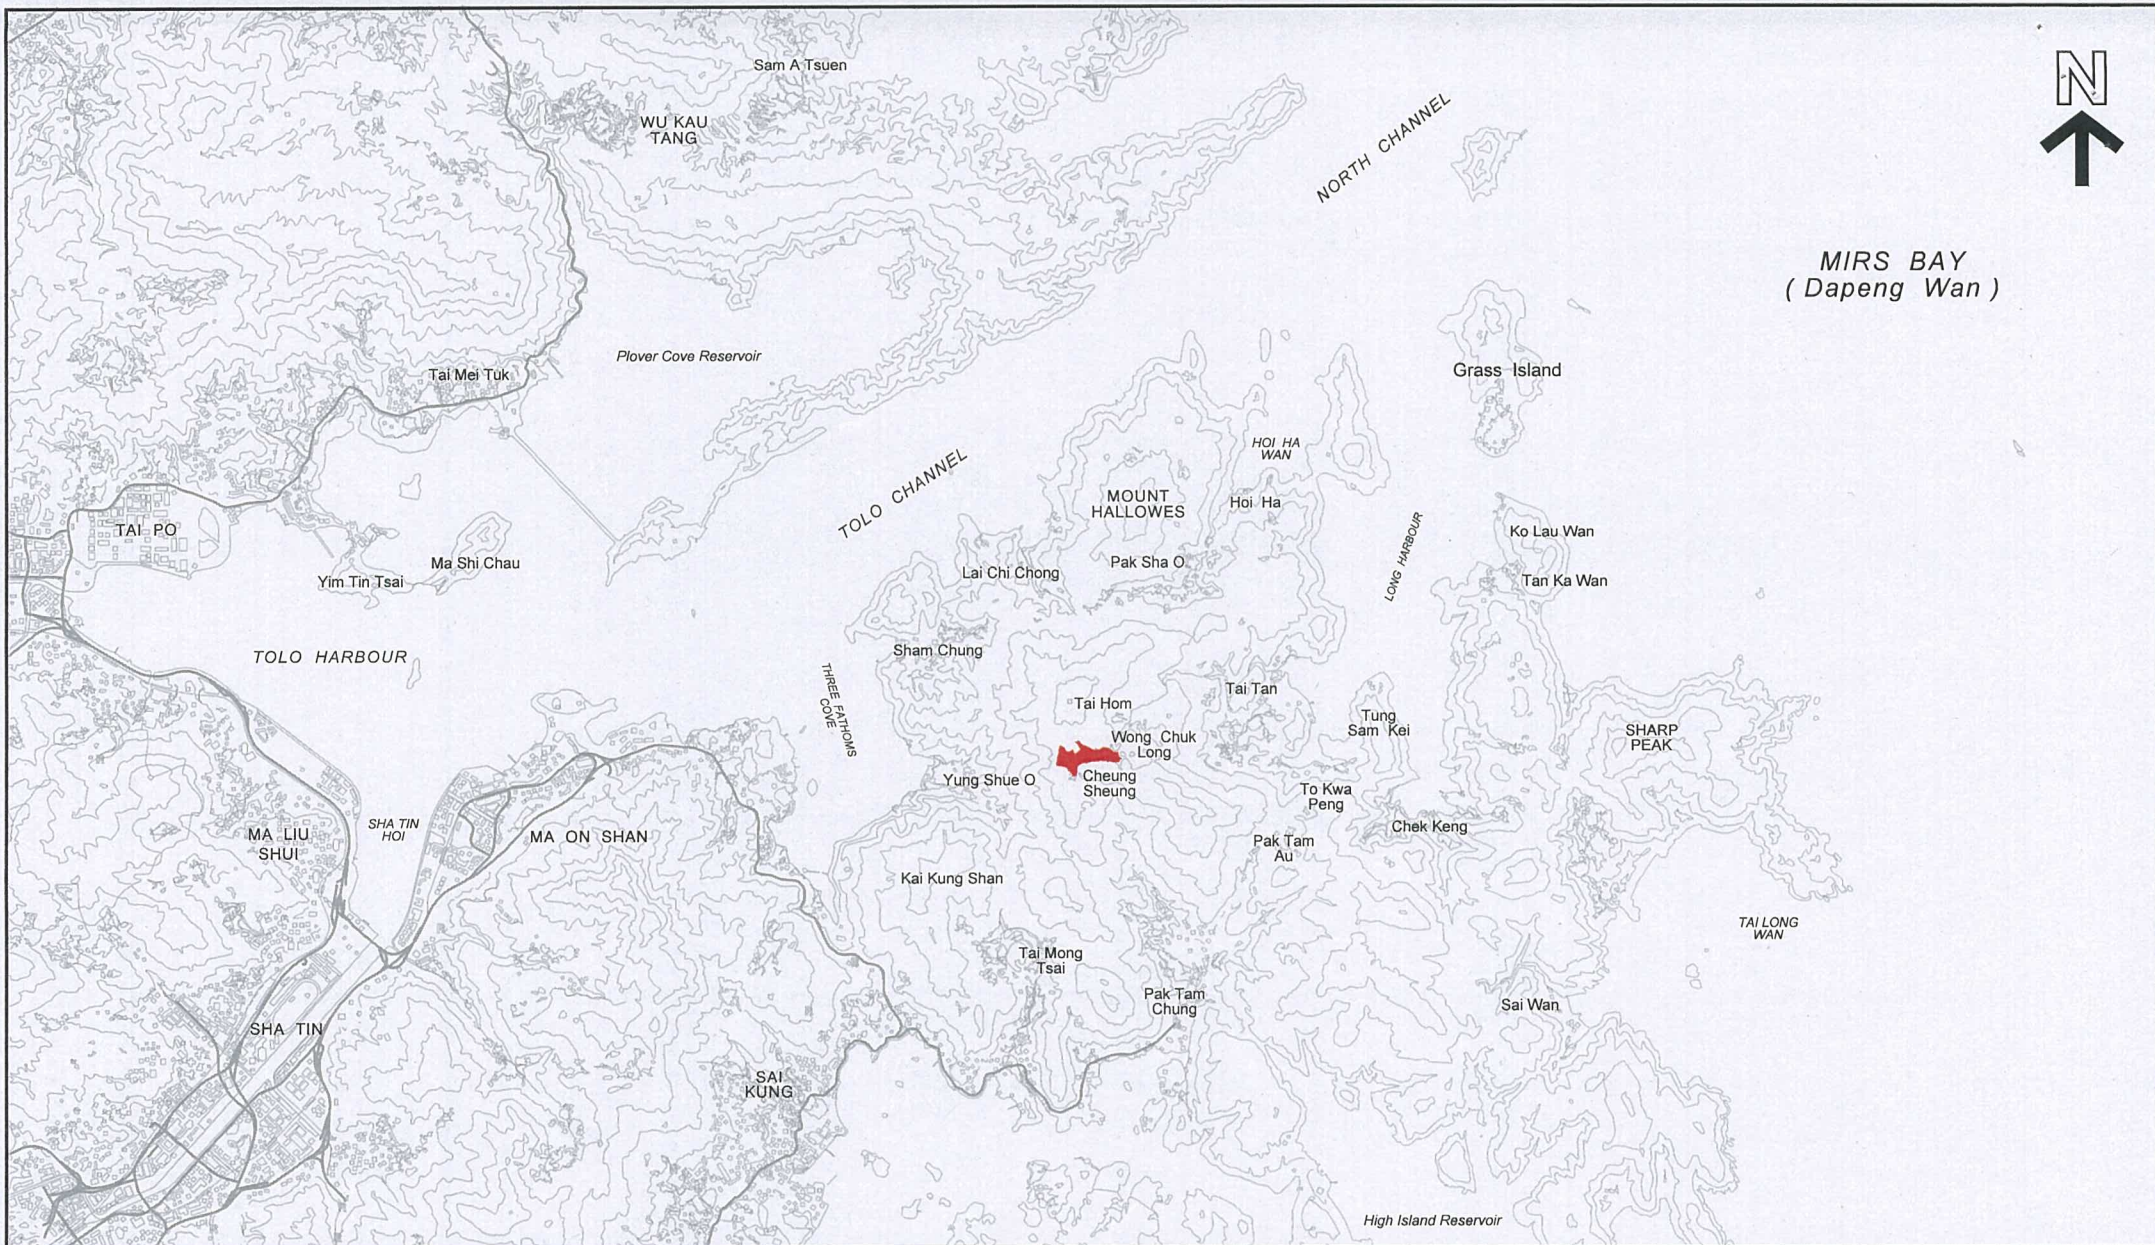 Sam A Tsuen
N
WU KAU
TANG
NORTH CHANNEL
MIRS BAY
( Dapeng Wan )
Plover Cove Reservoir
Tai Mei Tuk
Grass Island
HOI HA
WAN
TOLO CHANNEL
MOUNT
HALLOWES
Hoi Ha
TAI PO
Ko Lau Wan
LONG HARBOUR
Ma Shi Chau
Pak Sha O
Lai Chi Chong
Yim Tin Tsai
Tan Ka Wan
TOLO HARBOUR
Sham Chung
THREE FATHOMS
COVE
Tai Tan
Tai Hom
Tung
Sam Kei
SHARP
PEAK
Wong Chuk
Long
Yung Shue O
Cheung
Sheung
To Kwa
Peng
SHA TIN
HOI
MA LIU
SHUI
MA ON SHAN
Chek Keng
Pak Tam
Au
Kai Kung Shan
TAI LONG
WAN
Tai Mong
Tsai
Pak Tam
Chung
Sai Wan
SHA TIN
SAI
KUNG
High Island Reservoir